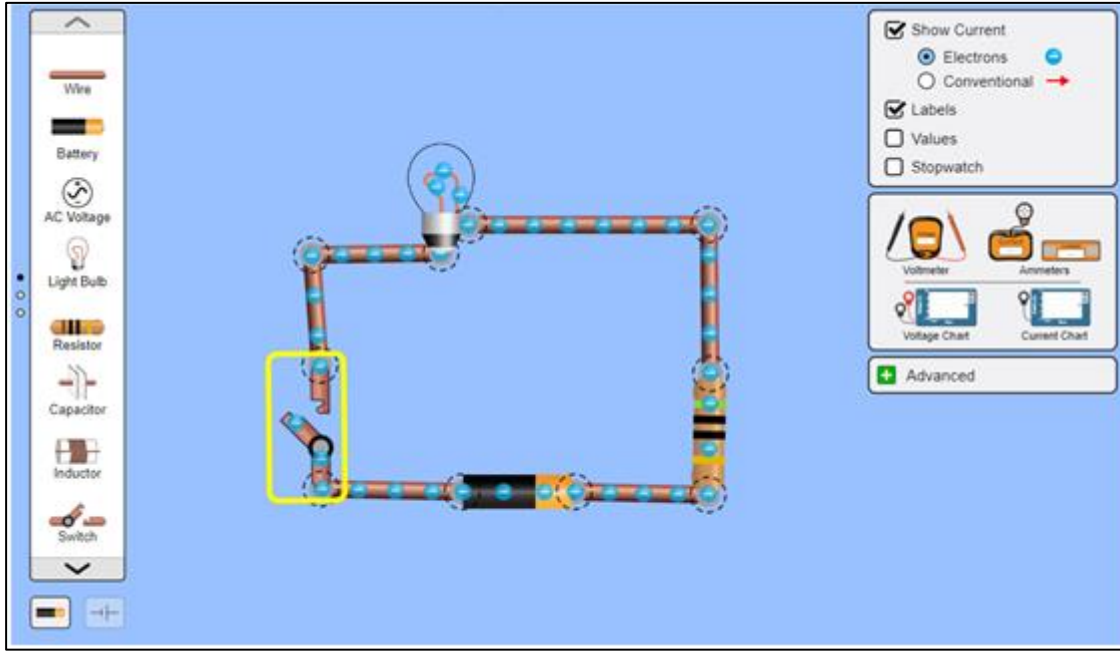 Wire
Battery
AC Voltage
Light Bulb
Resistor
Capacitor
Inductor
Switch
Show Current
Electrons
Conventional
Labels
Values
Stopwatch
Voltmeter
Ammeters
Voltage Chart
Current Chart
Advanced